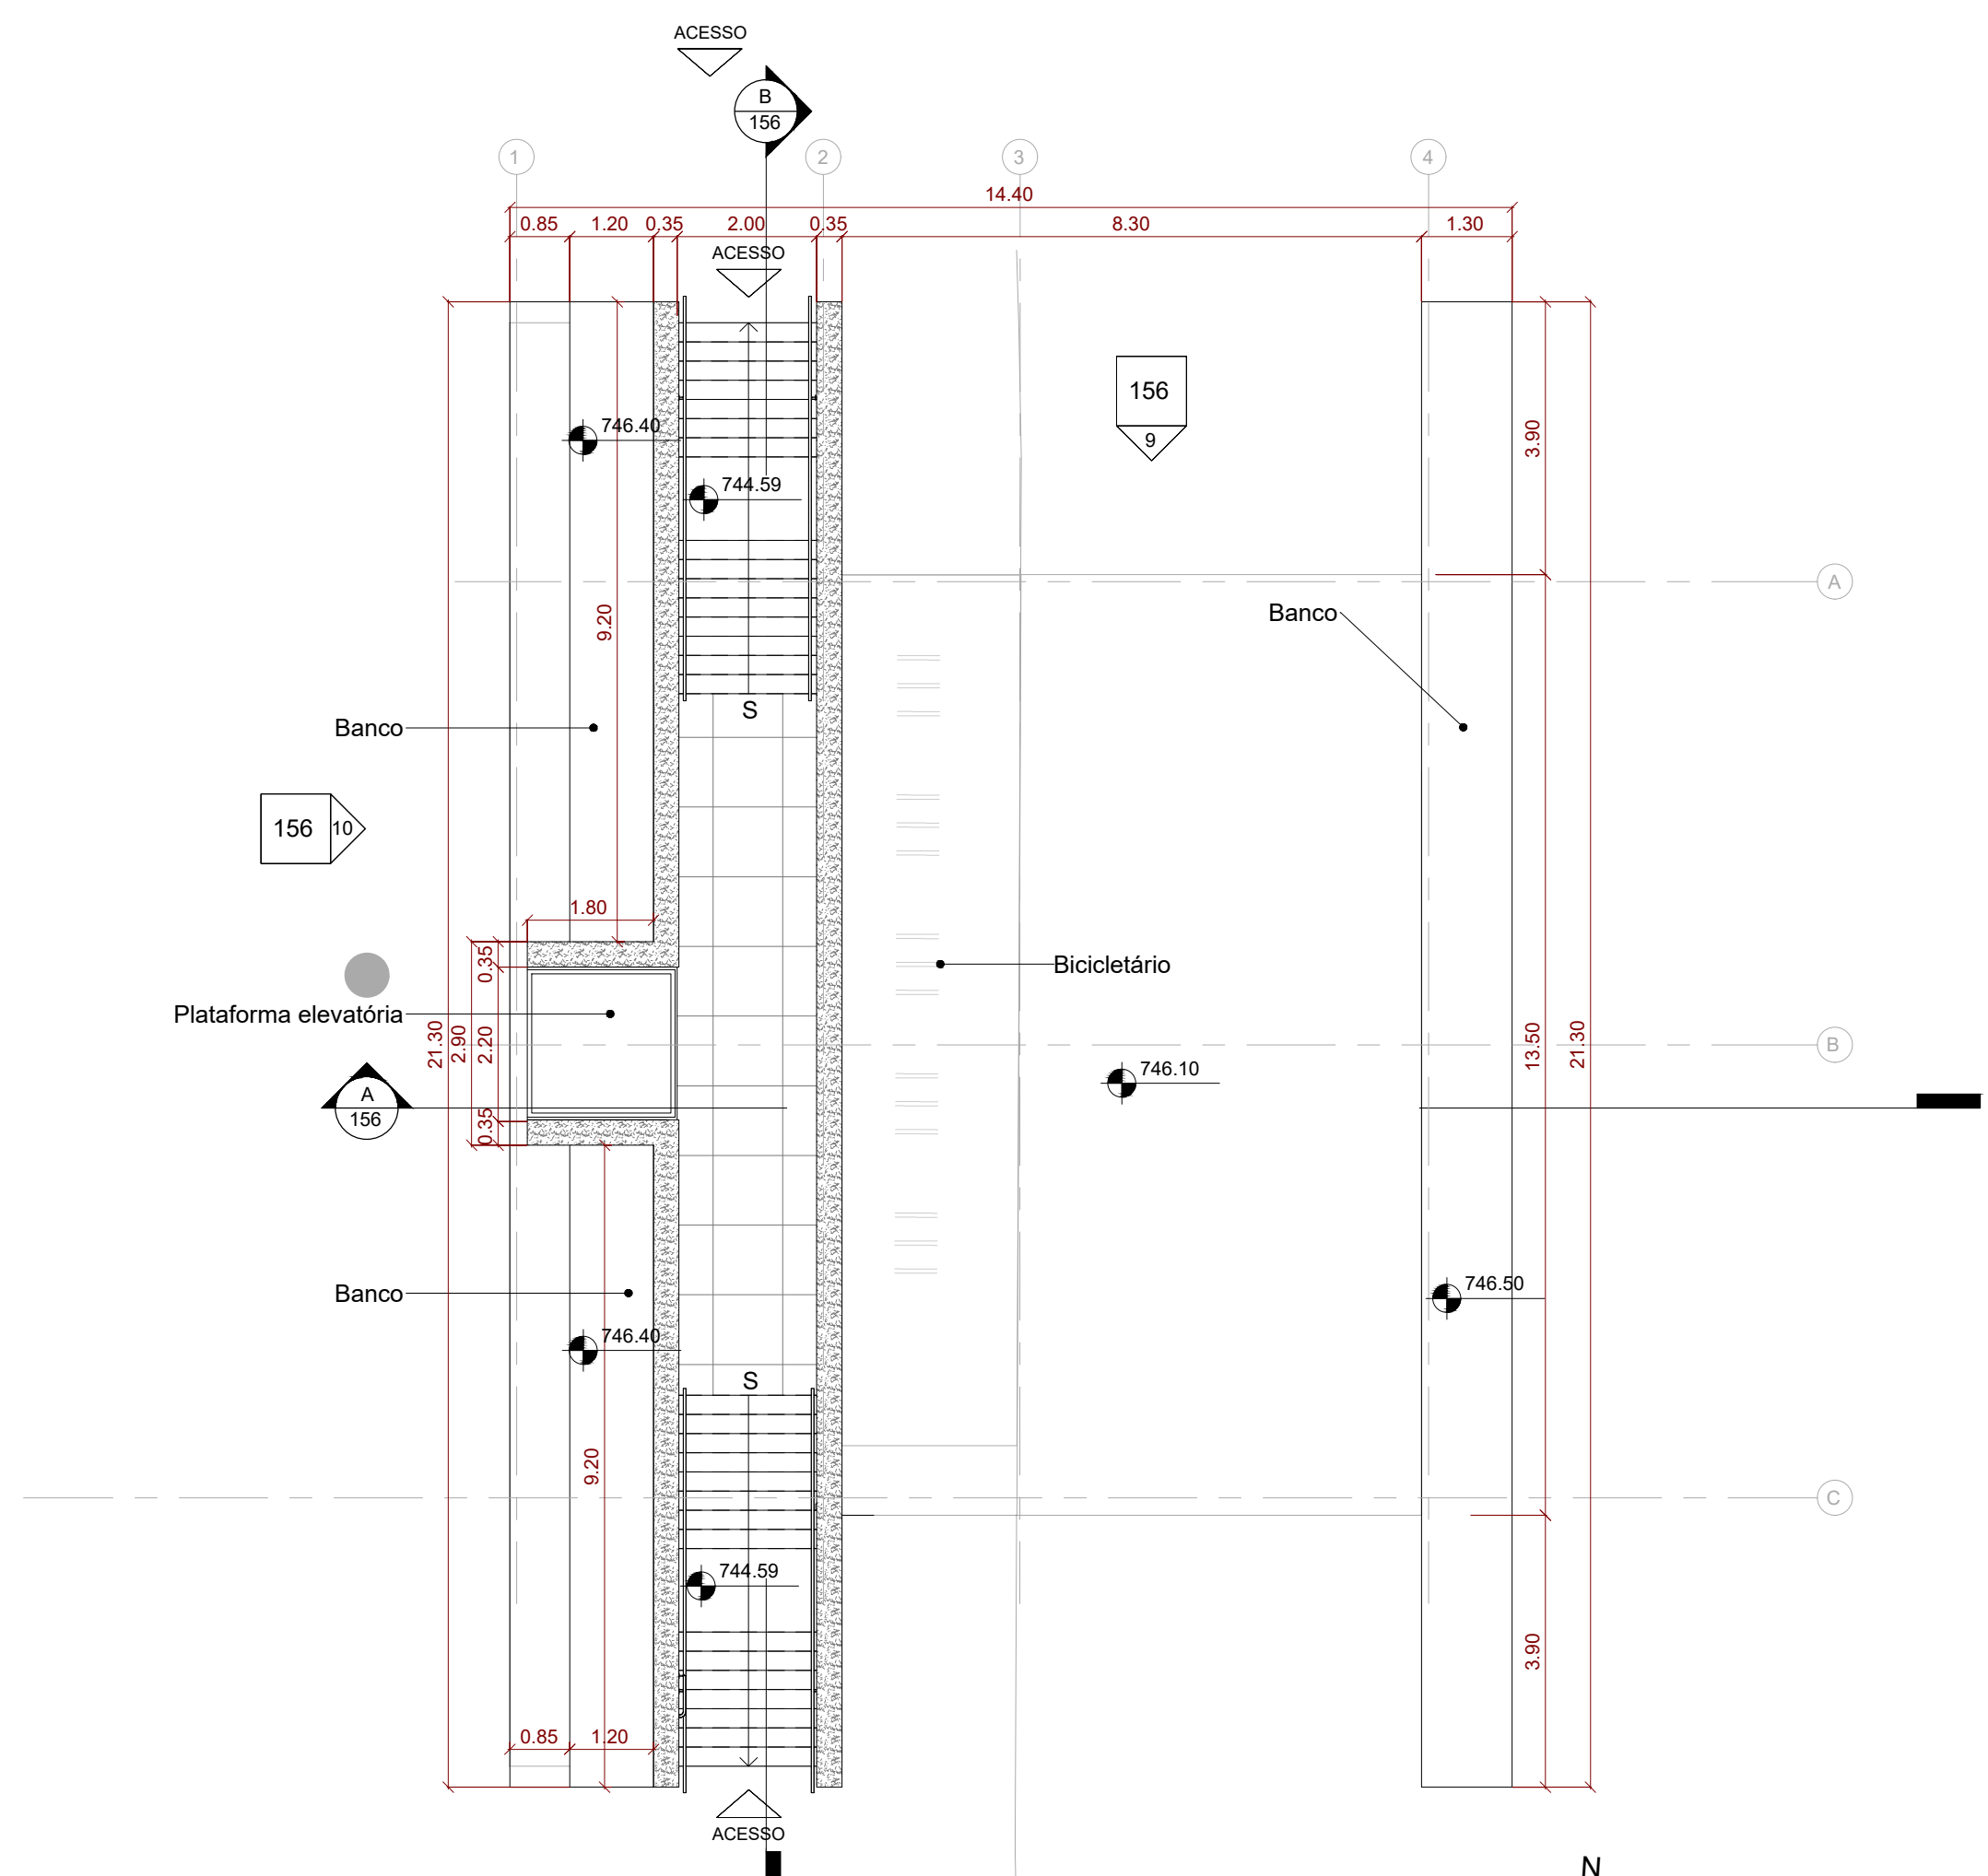 ACESSO
B
156
1
2
3
4
14.40
0.85
1.20
0.35
2.00
0.35
8.30
1.30
ACESSO
156
9
746.40
3.90
744.59
A
9.20
Banco
S
Banco
156
10
1.80
0.35
Bicicletário
Plataforma elevatória
21.30
2.90
2.20
13.50
21.30
B
746.10
A
156
0.35
746.50
Banco
746.40
S
9.20
C
744.59
3.90
0.85
1.20
ACESSO
N